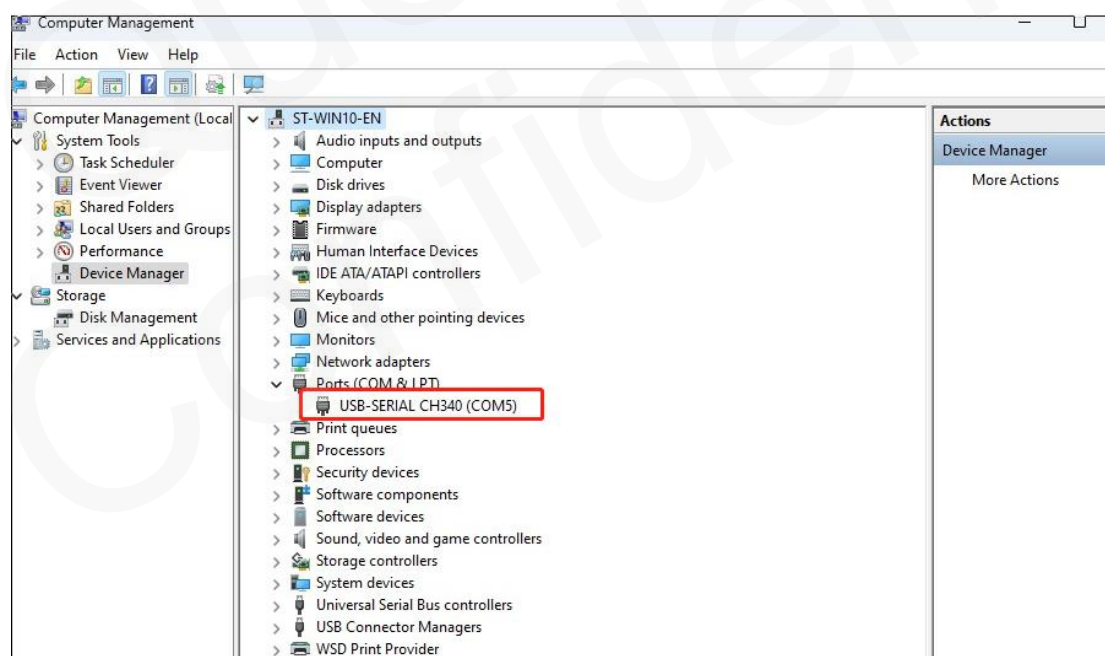 Computer Management
File Action View Help
Computer Management (Local
System Tools
Task Scheduler
Event Viewer
Shared Folders
Local Users and Groups
Performance
Device Manager
Storage
Disk Management
Services and Applications
ST-WIN10-EN
Audio inputs and outputs
Computer
Disk drives
Display adapters
Firmware
Human Interface Devices
IDE ATA/ATAPI controllers
Keyboards
Mice and other pointing devices
Monitors
Network adapters
Ports (COM & LPT)
USB-SERIAL CH340 (COM5)
Print queues
Processors
Security devices
Software components
Software devices
Sound, video and game controllers
Storage controllers
System devices
Universal Serial Bus controllers
USB Connector Managers
WSD Print Provider
Actions
Device Manager
More Actions